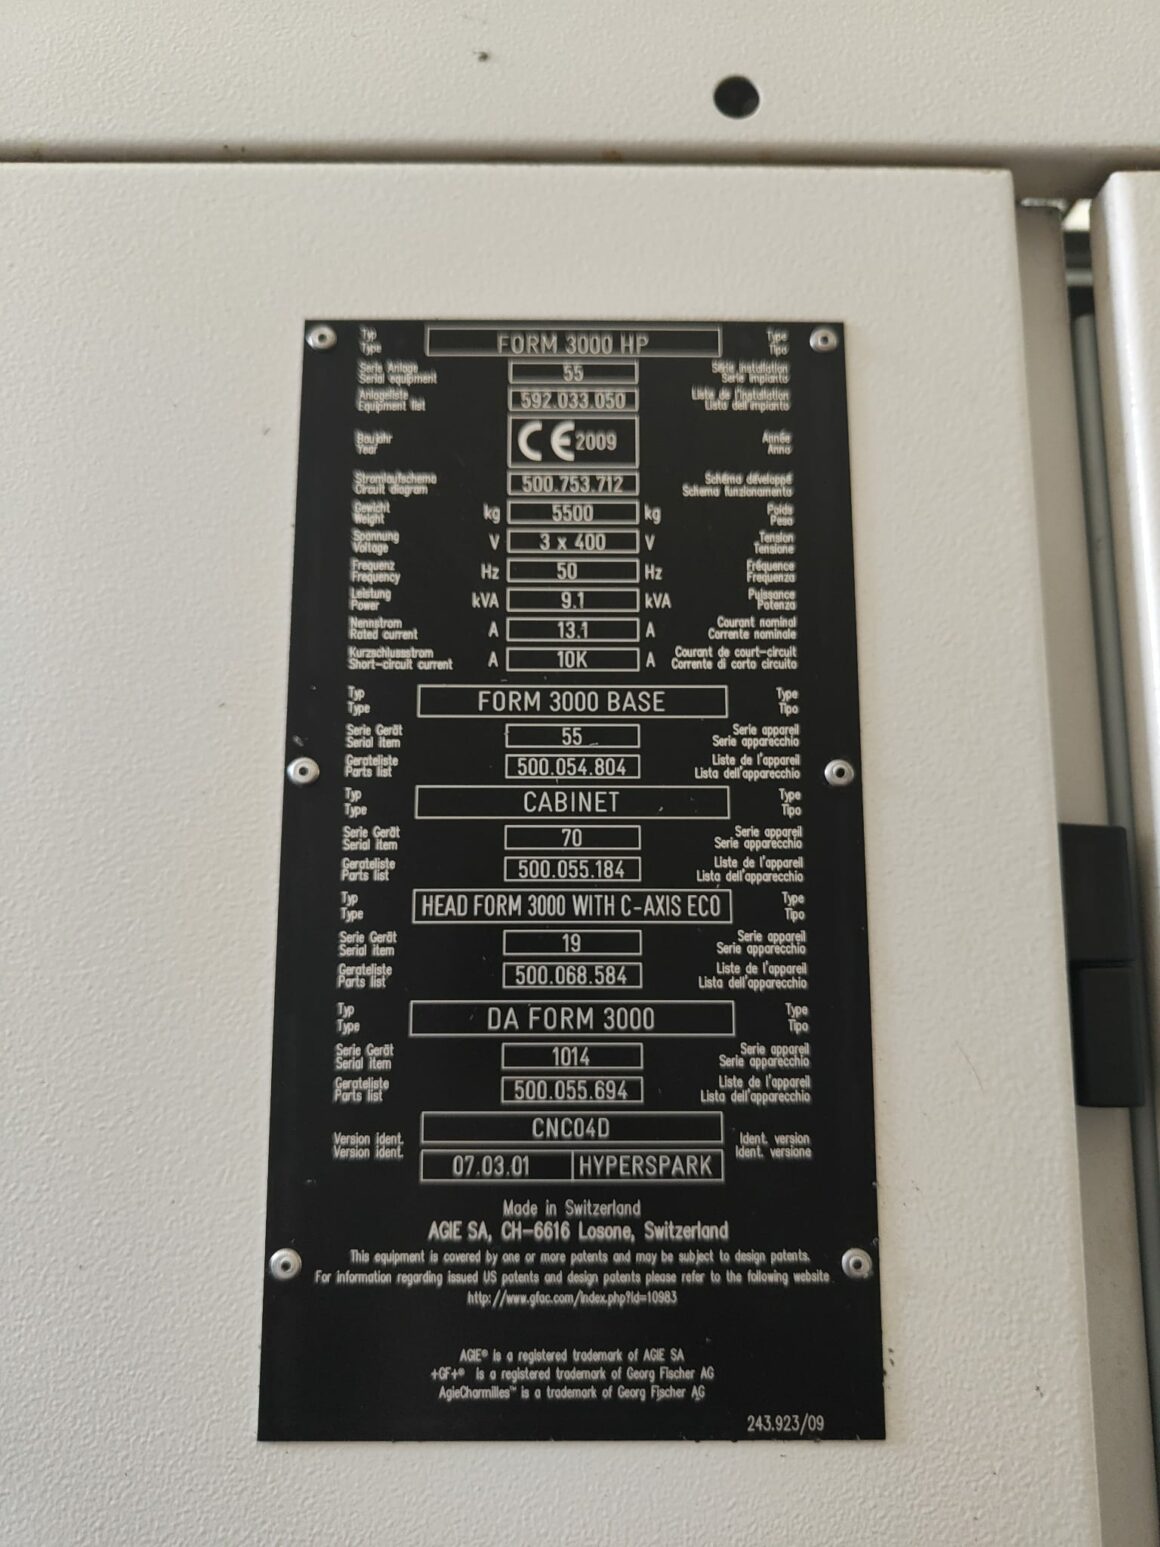 Typ FORM 3000 HP Type
Type Tipo
Serie Anlage 55 Série installation
Serial equipment Serie impianto
Anlageliste 592.033.050 Liste de l'installation
Equipment list Lista dell'impianto
Baujahr CE 2009 Année
Year Anno
Stromlaufschema 500.753.712 Schéma développé
Circuit diagram Schema funzionamento
Gewicht kg 5500 kg Poids
Weight Peso
Spannung V 3 x 400 V Tension
Voltage Tensione
Frequenz Hz 50 Hz Fréquence
Frequency Frequenza
Leistung kVA 9.1 kVA Puissance
Power Potenza
Nennstrom A 13.1 A Courant nominal
Rated current Corrente nominale
Kurzschlussstrom A 10K A Courant de court-circuit
Short-circuit current Corrente di corto circuito
Typ FORM 3000 BASE Type
Type Tipo
Serie Gerät 55 Serie appareil
Serial item Serie apparecchio
Gerateliste 500.054.804 Liste de l'appareil
Parts list Lista dell'apparecchio
Typ CABINET Type
Type Tipo
Serie Gerät 70 Serie appareil
Serial item Serie apparecchio
Gerateliste 500.055.184 Liste de l'appareil
Parts list Lista dell'apparecchio
Typ HEAD FORM 3000 WITH C-AXIS ECO Type
Type Tipo
Serie Gerät 19 Serie appareil
Serial item Serie apparecchio
Gerateliste 500.068.584 Liste de l'appareil
Parts list Lista dell'apparecchio
Typ DA FORM 3000 Type
Type Tipo
Serie Gerät 1014 Serie appareil
Serial item Serie apparecchio
Gerateliste 500.055.694 Liste de l'appareil
Parts list Lista dell'apparecchio
CNC04D
Version ident. Ident. version
Version ident. Ident. versione
07.03.01 HYPERSPARK
Made in Switzerland
AGIE SA, CH-6616 Losone, Switzerland
This equipment is covered by one or more patents and may be subject to design patents.
For information regarding issued US patents and design patents please refer to the following website
http://www.gfac.com/index.php?id=10983
AGIE® is a registered trademark of AGIE SA
+GF+® is a registered trademark of Georg Fischer AG
AgieCharmilles™ is a trademark of Georg Fischer AG
243.923/09